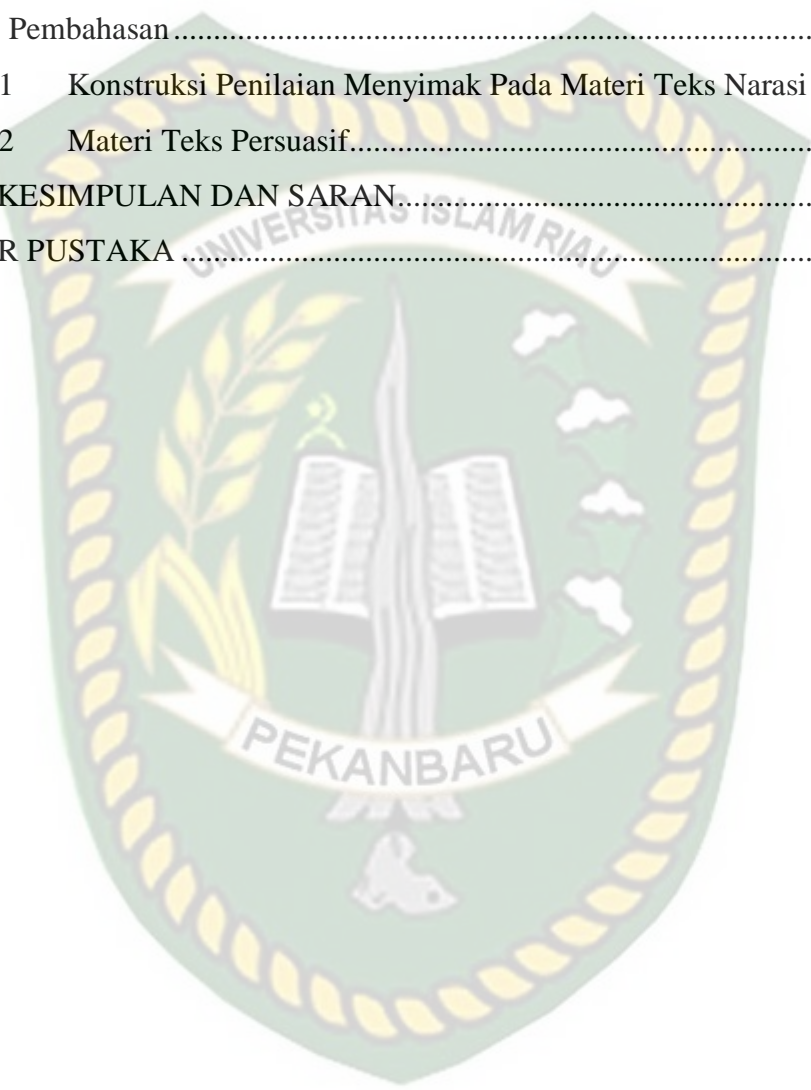 Pembahasan........................................................................
1 Konstruksi Penilaian Menyimak Pada Materi Teks Narasi
2 Materi Teks Persuasif........................................................
KESIMPULAN DAN SARAN..................................................
R PUSTAKA........................................................................
UNIVERSITAS ISLAM RIAU
PEKANBARU